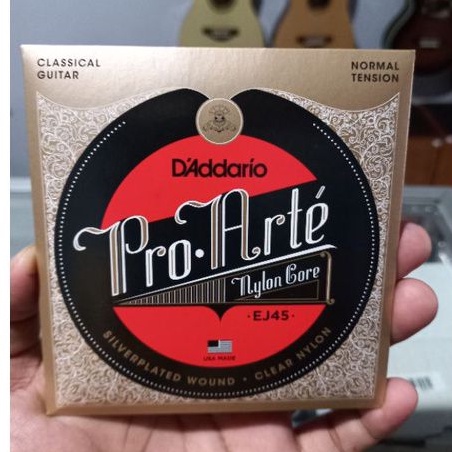 CLASSICAL
GUITAR
NORMAL
TENSION
D'Addario
Pro·Arté
Nylon Core
·EJ45·
USA MADE
SILVERPLATED WOUND · CLEAR NYLON